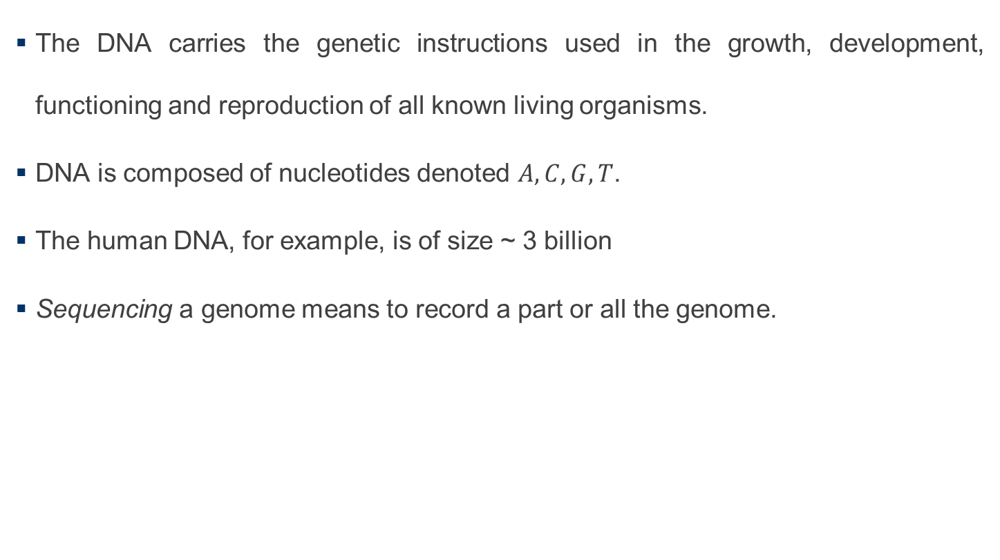 ▪ The DNA carries the genetic instructions used in the growth, development,
functioning and reproduction of all known living organisms.
▪ DNA is composed of nucleotides denoted A, C, G, T.
▪ The human DNA, for example, is of size ~ 3 billion
▪ Sequencing a genome means to record a part or all the genome.